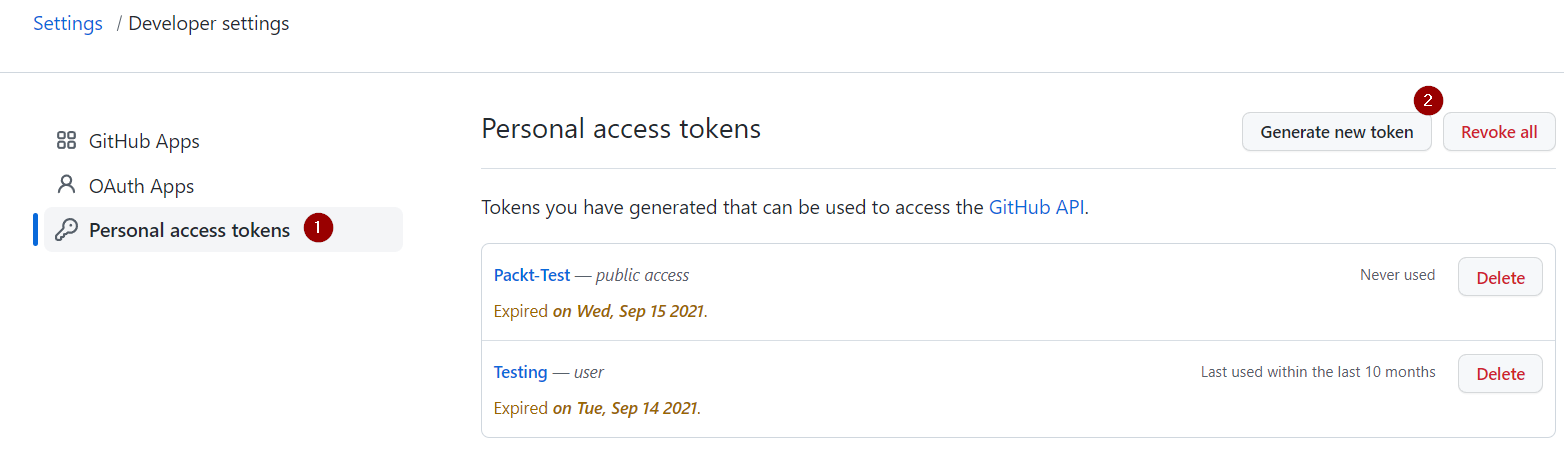 Settings / Developer settings
GitHub Apps
OAuth Apps
Personal access tokens 1
Personal access tokens
2
Generate new token Revoke all
Tokens you have generated that can be used to access the GitHub API.
Packt-Test — public access Never used Delete
Expired on Wed, Sep 15 2021.
Testing — user Last used within the last 10 months Delete
Expired on Tue, Sep 14 2021.